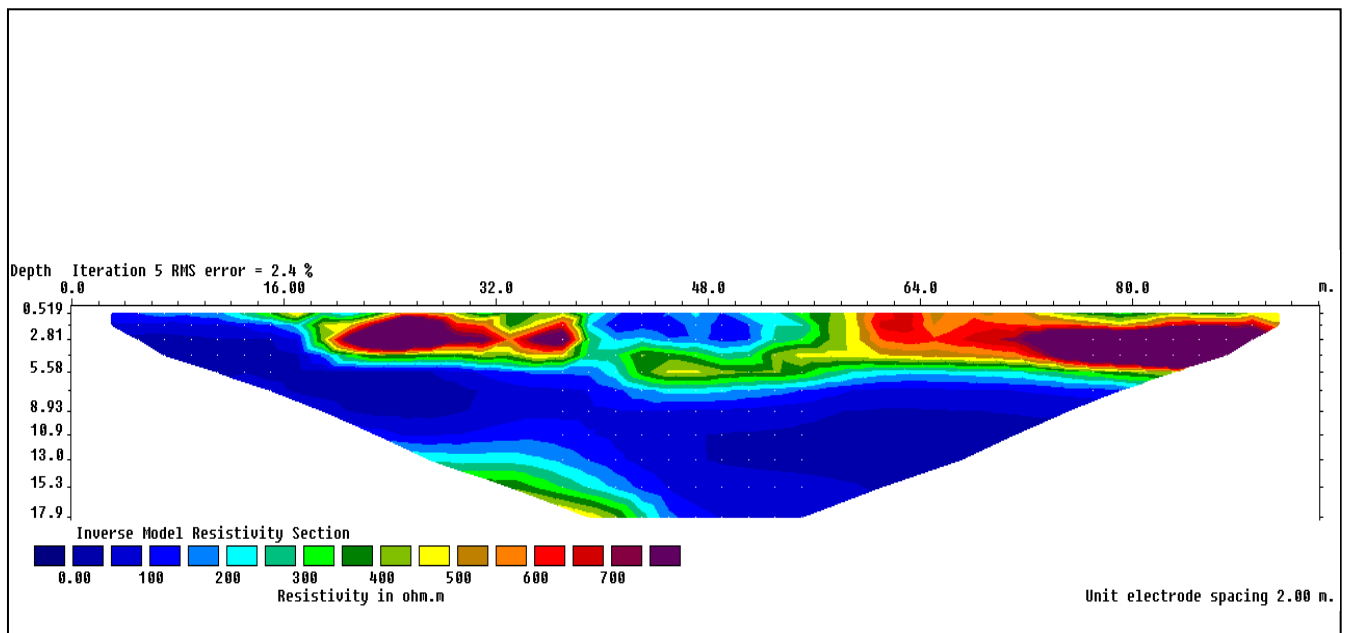 Depth Iteration 5 RMS error = 2.4 %
0.0 16.00 32.0 48.0 64.0 80.0 m.
0.519
2.81
5.58
8.93
10.9
13.0
15.3
17.9
Inverse Model Resistivity Section
0.00 100 200 300 400 500 600 700
Resistivity in ohm.m
Unit electrode spacing 2.00 m.